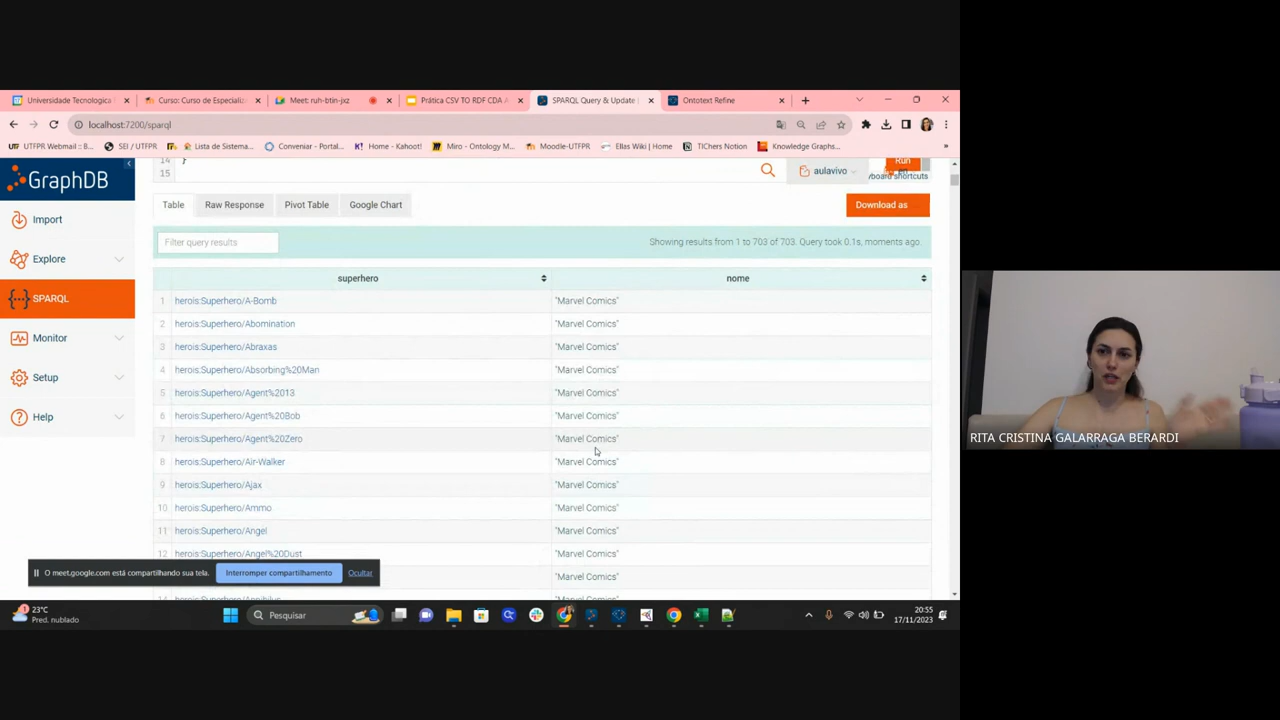 Universidade Tecnologica
Curso: Curso de Especializ
Meet: ruh-btin-jxz
Prática CSV TO RDF CDA A
SPARQL Query & Update |
Ontotext Refine
localhost:7200/sparql
UTFPR Webmail :: B...
SEI / UTFPR
Lista de Sistema...
Conveniar - Portal...
Home - Kahoot!
Miro - Ontology M...
Moodle-UTFPR
Elias Wiki | Home
TIChers Notion
Knowledge Graphs...
GraphDB
Import
Explore
SPARQL
Monitor
Setup
Help
14 }
15
aulavivo
Run
keyboard shortcuts
Table
Raw Response
Pivot Table
Google Chart
Download as
Filter query results
Showing results from 1 to 703 of 703. Query took 0.1s, moments ago.
superhero nome
1 herois:Superhero/A-Bomb "Marvel Comics"
2 herois:Superhero/Abomination "Marvel Comics"
3 herois:Superhero/Abraxas "Marvel Comics"
4 herois:Superhero/Absorbing%20Man "Marvel Comics"
5 herois:Superhero/Agent%2013 "Marvel Comics"
6 herois:Superhero/Agent%20Bob "Marvel Comics"
7 herois:Superhero/Agent%20Zero "Marvel Comics"
8 herois:Superhero/Air-Walker "Marvel Comics"
9 herois:Superhero/Ajax "Marvel Comics"
10 herois:Superhero/Ammo "Marvel Comics"
11 herois:Superhero/Angel "Marvel Comics"
12 herois:Superhero/Angel%20Dust "Marvel Comics"
"Marvel Comics"
O meet.google.com está compartilhando sua tela.
Interromper compartilhamento
Ocultar
1
23°C
Pred. nublado
Pesquisar
20:55
17/11/2023
RITA CRISTINA GALARRAGA BERARDI